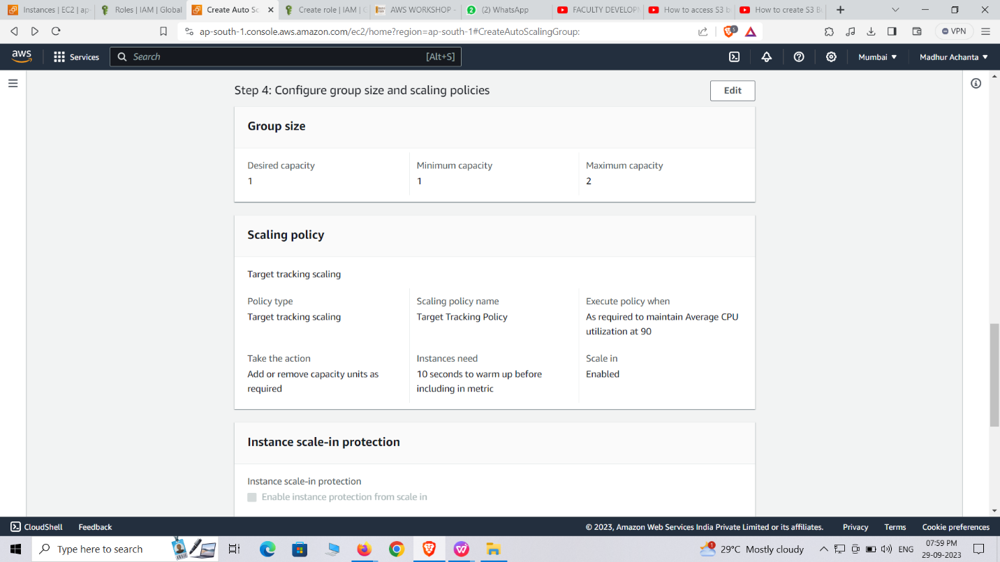 Instances | EC2 | ap-
Roles | IAM | Global
Create Auto Sc
Create role | IAM | G
AWS WORKSHOP -
(2) WhatsApp
FACULTY DEVELOPM
How to access S3 b
How to create S3 Bu
ap-south-1.console.aws.amazon.com/ec2/home?region=ap-south-1#CreateAutoScalingGroup:
5
VPN
aws
Services
Search
[Alt+S]
Mumbai
Madhur Achanta
Step 4: Configure group size and scaling policies
Edit
Group size
Desired capacity
Minimum capacity
Maximum capacity
1
1
2
Scaling policy
Target tracking scaling
Policy type
Scaling policy name
Execute policy when
Target tracking scaling
Target Tracking Policy
As required to maintain Average CPU
utilization at 90
Take the action
Instances need
Scale in
Add or remove capacity units as
required
10 seconds to warm up before
including in metric
Enabled
Instance scale-in protection
Instance scale-in protection
Enable instance protection from scale in
CloudShell
Feedback
© 2023, Amazon Web Services India Private Limited or its affiliates.
Privacy
Terms
Cookie preferences
Type here to search
1
29°C Mostly cloudy
ENG
07:59 PM
29-09-2023